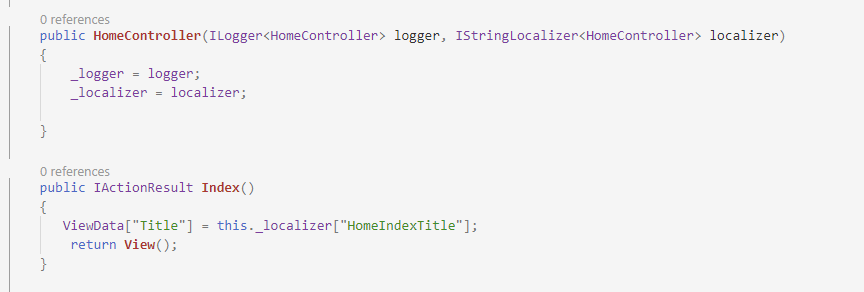 0 references
public HomeController(ILogger<HomeController> logger, IStringLocalizer<HomeController> localizer)
{
_logger = logger;
_localizer = localizer;
}
0 references
public IActionResult Index()
{
ViewData["Title"] = this._localizer["HomeIndexTitle"];
return View();
}